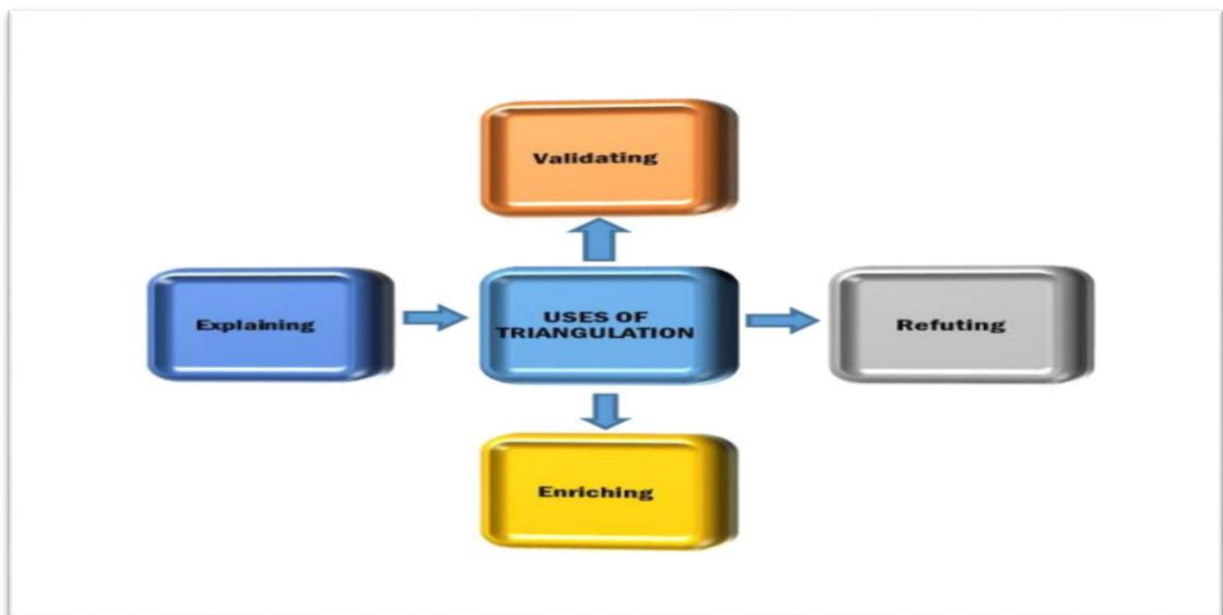 Validating
Explaining
USES OF
TRIANGULATION
Refuting
Enriching